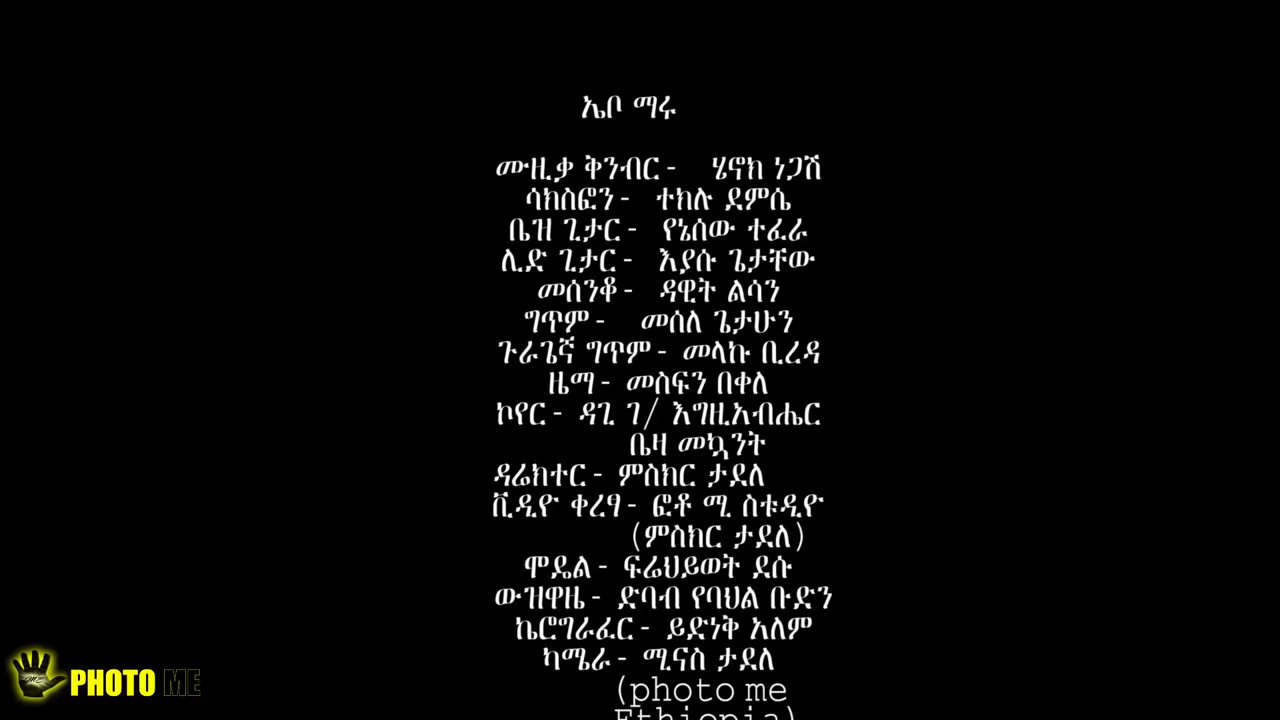 ኤቦ ማሩ
ሙዚቃ ቅንብር - ሄኖክ ነጋሽ
ሳክስፎን - ተክሉ ደምሴ
ቤዝ ጊታር - የኔሰው ተፈራ
ሊድ ጊታር - እያሱ ጌታቸው
መሰንቆ - ዳዊት ልሳን
ግጥም - መሰለ ጌታሁን
ጉራጌኛ ግጥም - መላኩ ቢረዳ
ዜማ - መስፍን በቀለ
ኮየር - ዳጊ ገ/ እግዚአብሔር
ቤዛ መኳንት
ዳሬክተር - ምስክር ታደለ
ቪዲዮ ቀረፃ - ፎቶ ሚ ስቱዲዮ
(ምስክር ታደለ)
ሞዴል - ፍሬህይወት ደሱ
ውዝዋዜ - ድባብ የባህል ቡድን
ኬሮግራፈር - ይድነቅ አለም
ካሜራ - ሚናስ ታደለ
(photo me
Ethiopia)
PHOTO ME